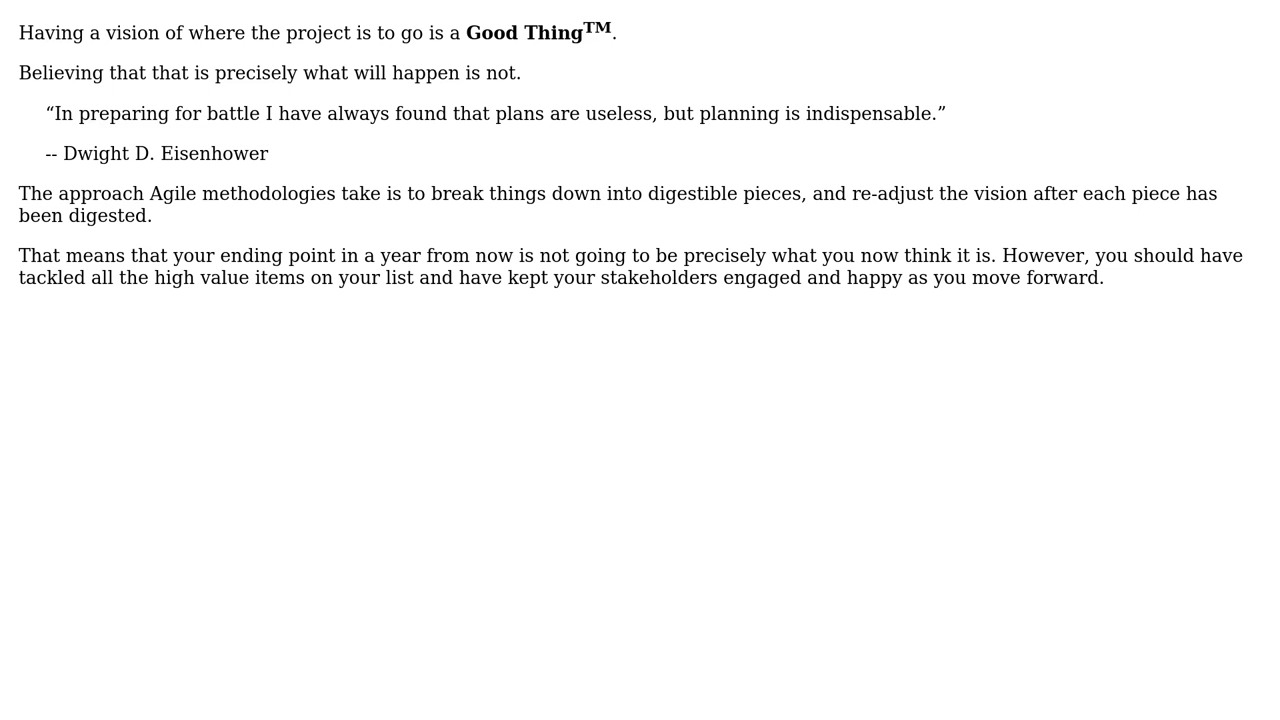 Having a vision of where the project is to go is a Good Thing™.
Believing that that is precisely what will happen is not.
“In preparing for battle I have always found that plans are useless, but planning is indispensable.”
-- Dwight D. Eisenhower
The approach Agile methodologies take is to break things down into digestible pieces, and re-adjust the vision after each piece has
been digested.
That means that your ending point in a year from now is not going to be precisely what you now think it is. However, you should have
tackled all the high value items on your list and have kept your stakeholders engaged and happy as you move forward.